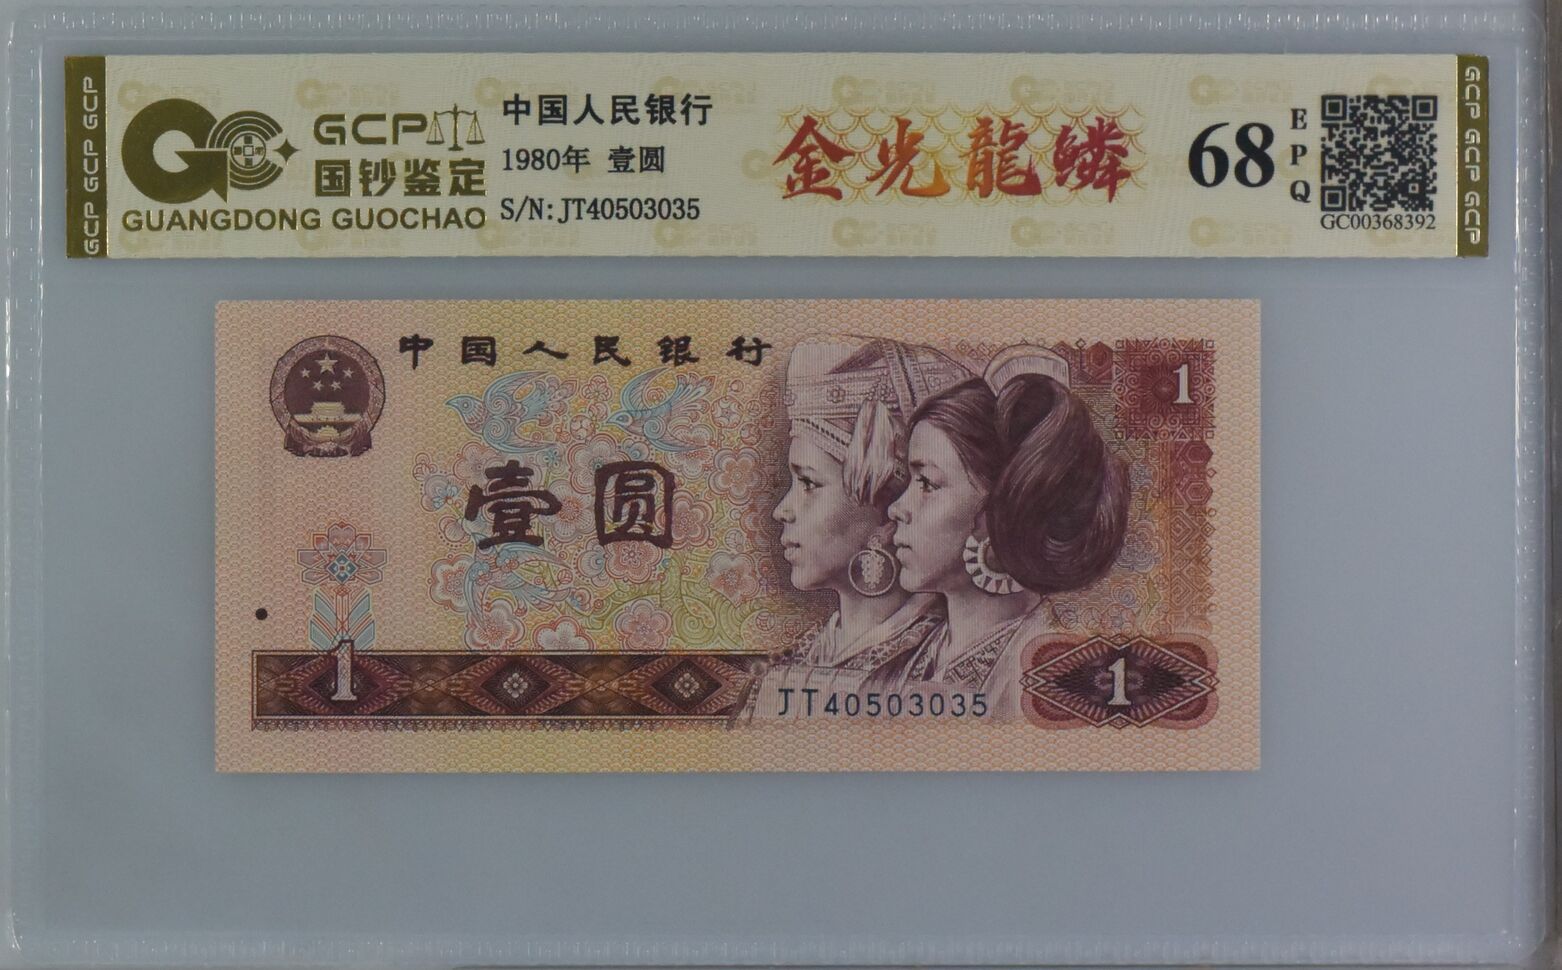 GCP GCP GCP
GCP
国钞鉴定
GUANGDONG GUOCHAO
中国人民银行
1980年 壹圆
S/N:JT40503035
金光龍鱗
68
EPQ
GC00368392
GCP GCP GCP
中国人民银行
1
壹圆
1
JT40503035
1